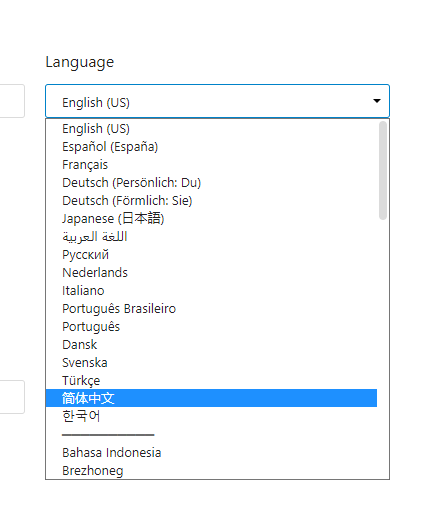 Language
English (US)
English (US)
Español (España)
Français
Deutsch (Persönlich: Du)
Deutsch (Förmlich: Sie)
Japanese (日本語)
اللغة العربية
Русский
Nederlands
Italiano
Português Brasileiro
Português
Dansk
Svenska
Türkçe
简体中文
한국어
Bahasa Indonesia
Brezhoneg